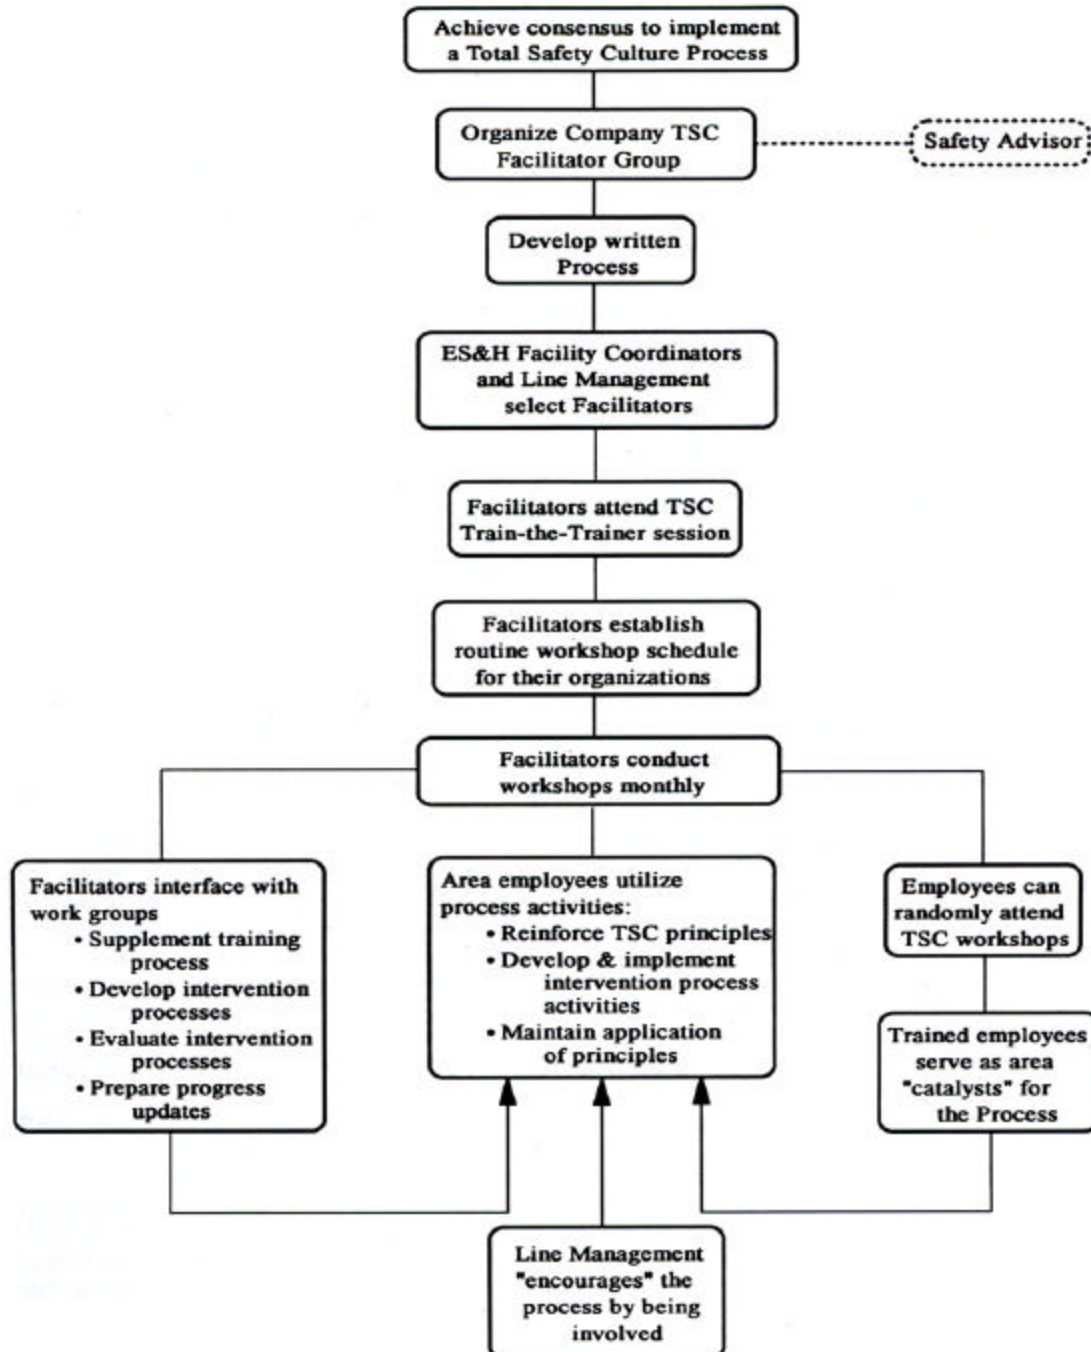 Achieve consensus to implement
a Total Safety Culture Process
Organize Company TSC
Facilitator Group
Safety Advisor
Develop written
Process
ES&H Facility Coordinators
and Line Management
select Facilitators
Facilitators attend TSC
Train-the-Trainer session
Facilitators establish
routine workshop schedule
for their organizations
Facilitators conduct
workshops monthly
Facilitators interface with
work groups
• Supplement training
process
• Develop intervention
processes
• Evaluate intervention
processes
• Prepare progress
updates
Area employees utilize
process activities:
• Reinforce TSC principles
• Develop & implement
intervention process
activities
• Maintain application
of principles
Employees can
randomly attend
TSC workshops
Trained employees
serve as area
"catalysts" for
the Process
Line Management
"encourages" the
process by being
involved